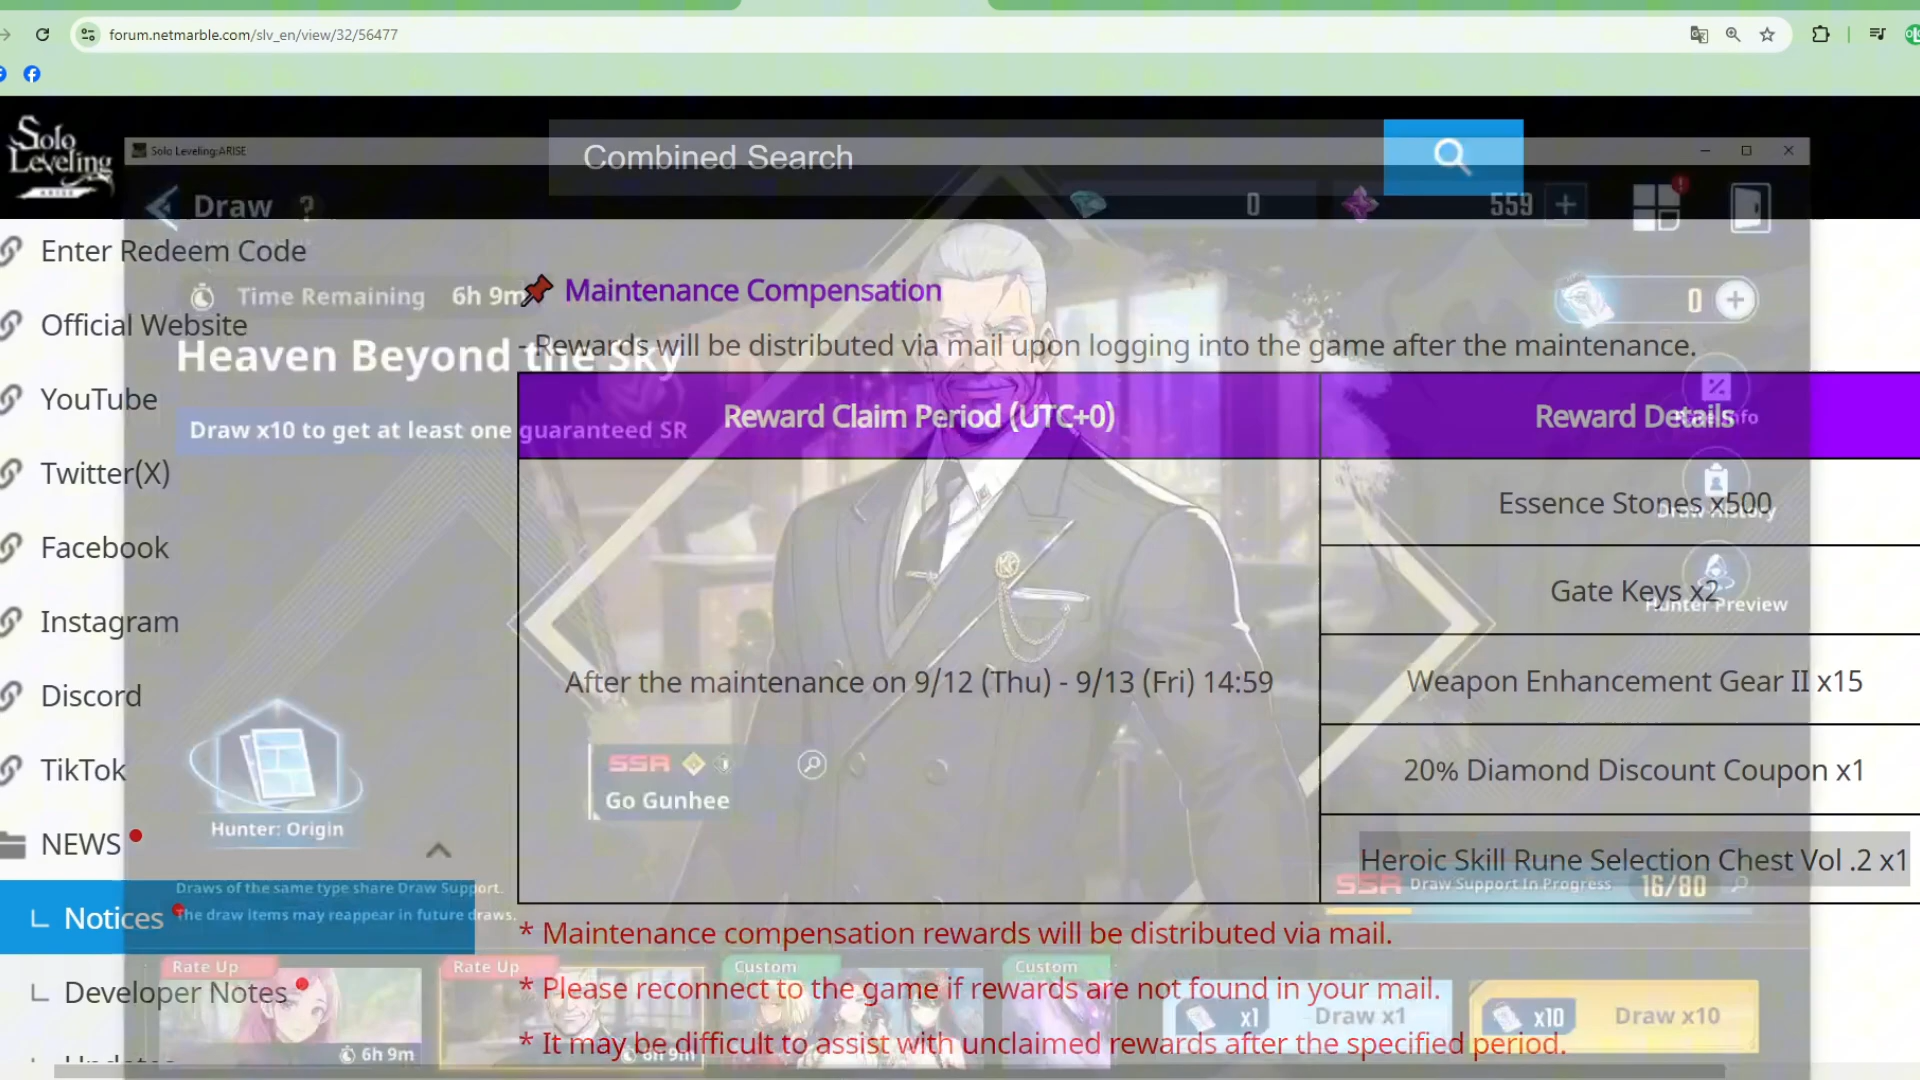 forum.netmarble.com/slv_en/view/32/56477
Solo Leveling
ARISE
Solo Leveling:ARISE
Combined Search
Draw ?
0
559
Enter Redeem Code
Time Remaining 6h 9m
Maintenance Compensation
0
Official Website
Heaven Beyond the Sky
- Rewards will be distributed via mail upon logging into the game after the maintenance.
YouTube
Draw x10 to get at least one guaranteed SR
Reward Claim Period (UTC+0)
Reward Details
Info
Twitter(X)
Essence Stones x500
Draw History
Facebook
Gate Keys x2
Hunter Preview
Instagram
After the maintenance on 9/12 (Thu) - 9/13 (Fri) 14:59
Weapon Enhancement Gear II x15
Discord
TikTok
SSR
Go Gunhee
20% Diamond Discount Coupon x1
Hunter: Origin
NEWS
Heroic Skill Rune Selection Chest Vol .2 x1
SSR Draw Support In Progress 16/80
Draws of the same type share Draw Support.
Notices
The draw items may reappear in future draws.
* Maintenance compensation rewards will be distributed via mail.
Rate Up
Rate Up
Custom
Custom
Developer Notes
* Please reconnect to the game if rewards are not found in your mail.
x1 Draw x1
x10 Draw x10
6h 9m
6h 9m
* It may be difficult to assist with unclaimed rewards after the specified period.
Updates